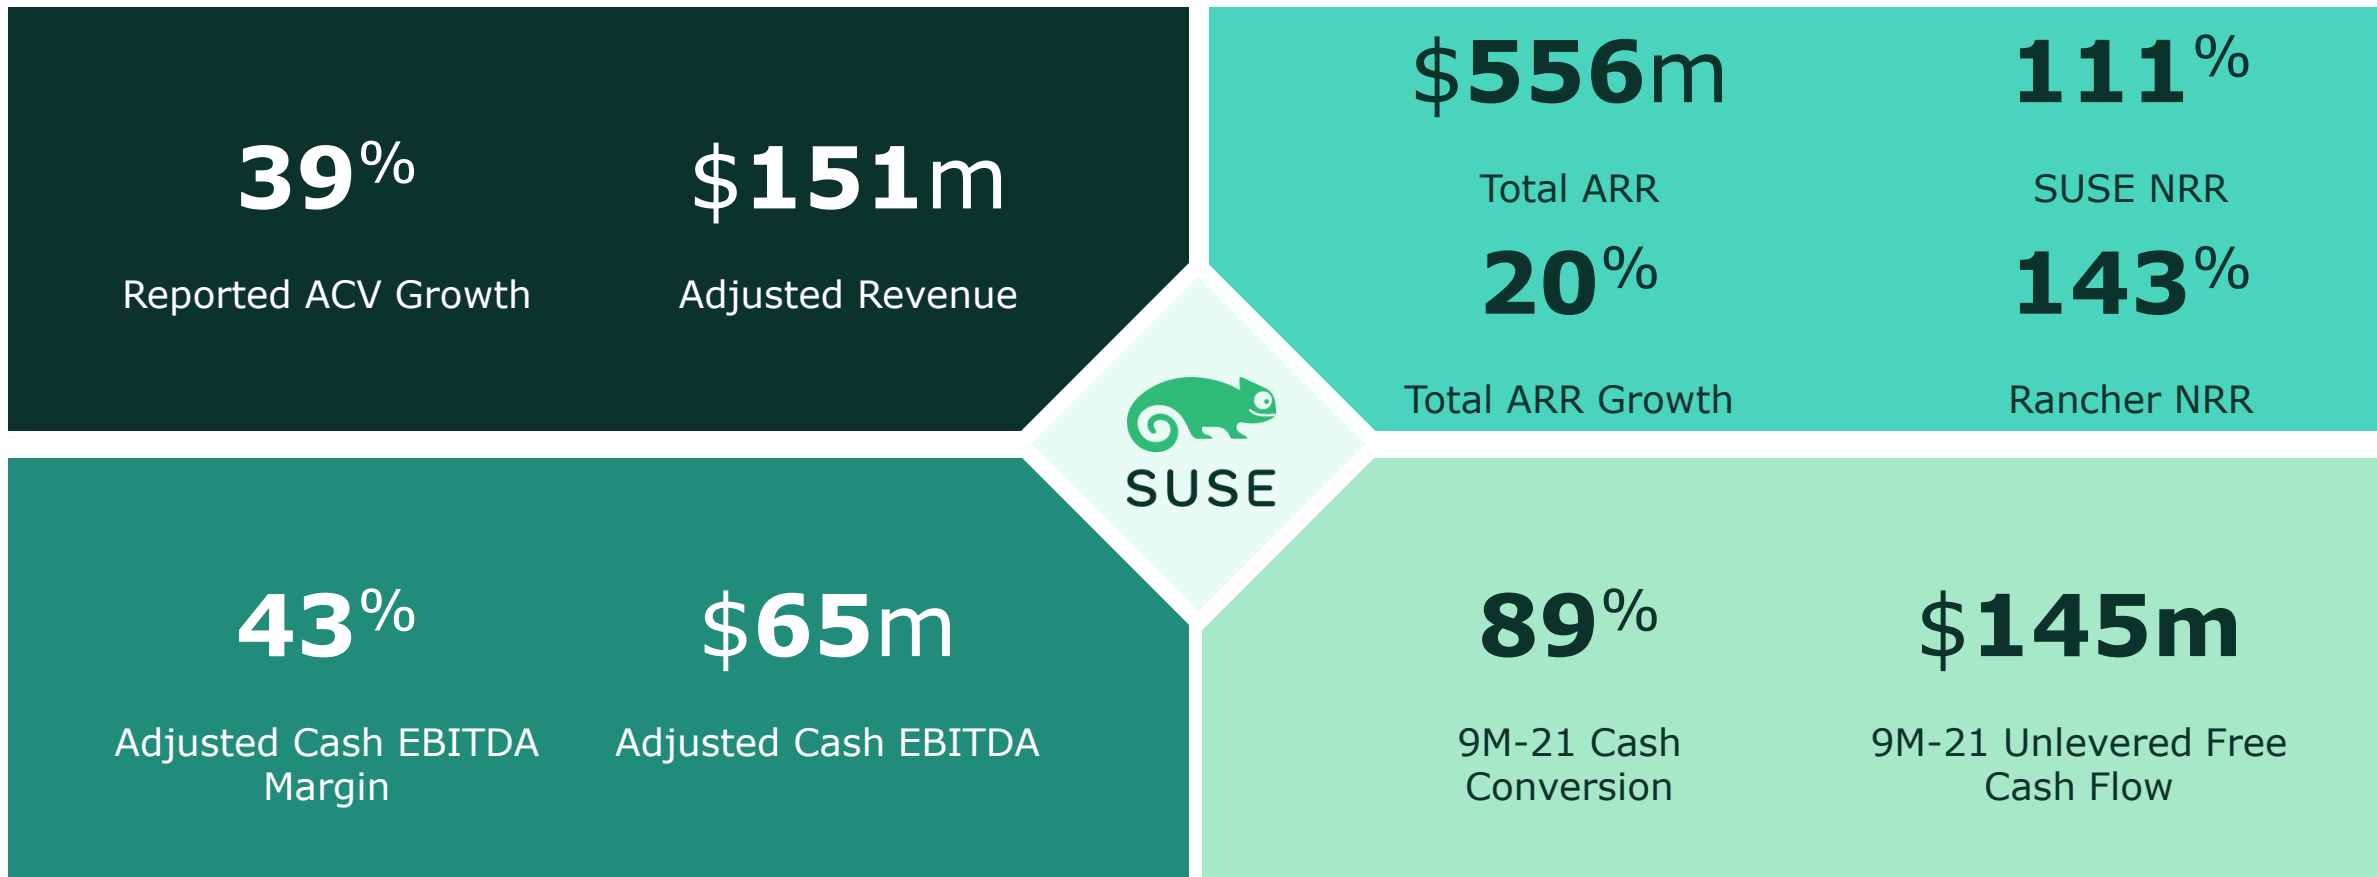 39%
Reported ACV Growth
$151m
Adjusted Revenue
$556m
Total ARR
111%
SUSE NRR
20%
Total ARR Growth
143%
Rancher NRR
SUSE
43%
Adjusted Cash EBITDA
Margin
$65m
Adjusted Cash EBITDA
89%
9M-21 Cash
Conversion
$145m
9M-21 Unlevered Free
Cash Flow